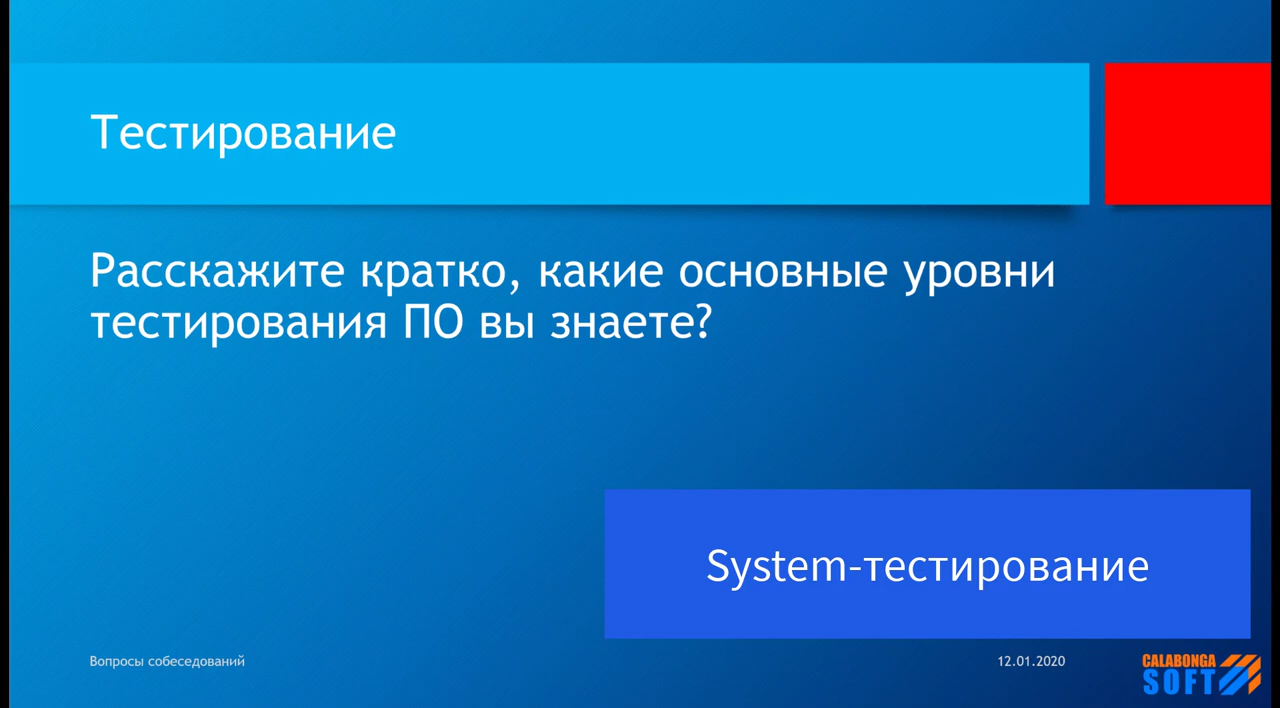 Тестирование
Расскажите кратко, какие основные уровни
тестирования ПО вы знаете?
System-тестирование
Вопросы собеседований
12.01.2020
CALABONGA
SOFT